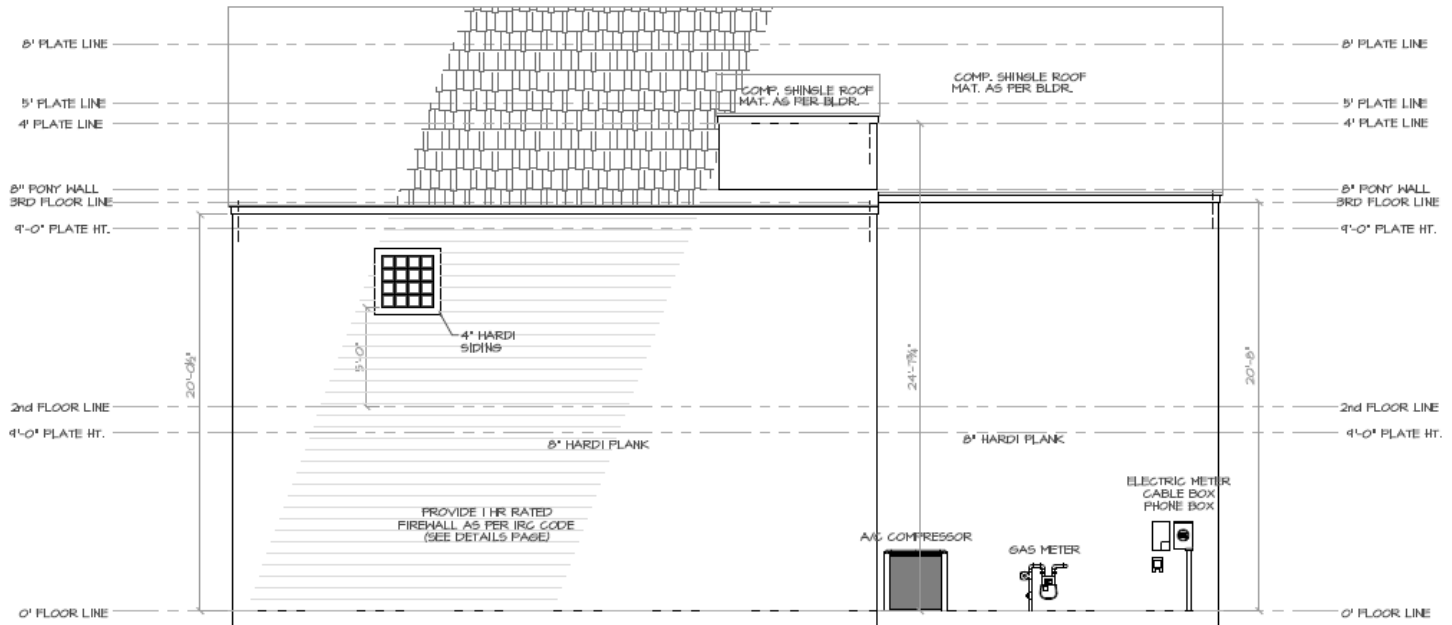 8' PLATE LINE
8' PLATE LINE
COMP. SHINGLE ROOF
MAT. AS PER BLDR.
COMP. SHINGLE ROOF
MAT. AS PER BLDR.
5' PLATE LINE
5' PLATE LINE
4' PLATE LINE
4' PLATE LINE
8" PONY WALL
8" PONY WALL
3RD FLOOR LINE
3RD FLOOR LINE
9'-0" PLATE HT.
9'-0" PLATE HT.
4" HARDI
SIDING
5'-0"
20'-0½"
24'-7¾"
20'-8"
2nd FLOOR LINE
2nd FLOOR LINE
9'-0" PLATE HT.
9'-0" PLATE HT.
8" HARDI PLANK
8" HARDI PLANK
ELECTRIC METER
CABLE BOX
PHONE BOX
PROVIDE 1 HR RATED
FIREWALL AS PER IRC CODE
(SEE DETAILS PAGE)
A/C COMPRESSOR
GAS METER
0' FLOOR LINE
0' FLOOR LINE